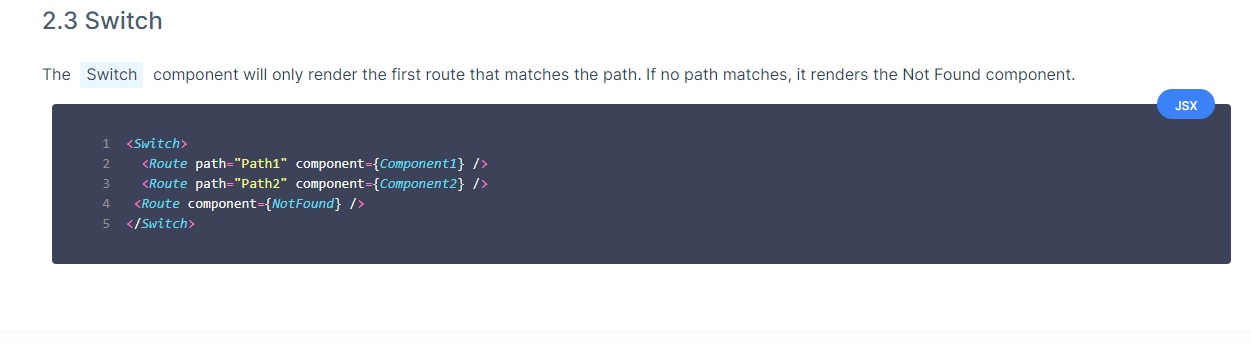 2.3 Switch
The Switch component will only render the first route that matches the path. If no path matches, it renders the Not Found component.
JSX
1 <Switch>
2   <Route path="Path1" component={Component1} />
3   <Route path="Path2" component={Component2} />
4  <Route component={NotFound} />
5 </Switch>